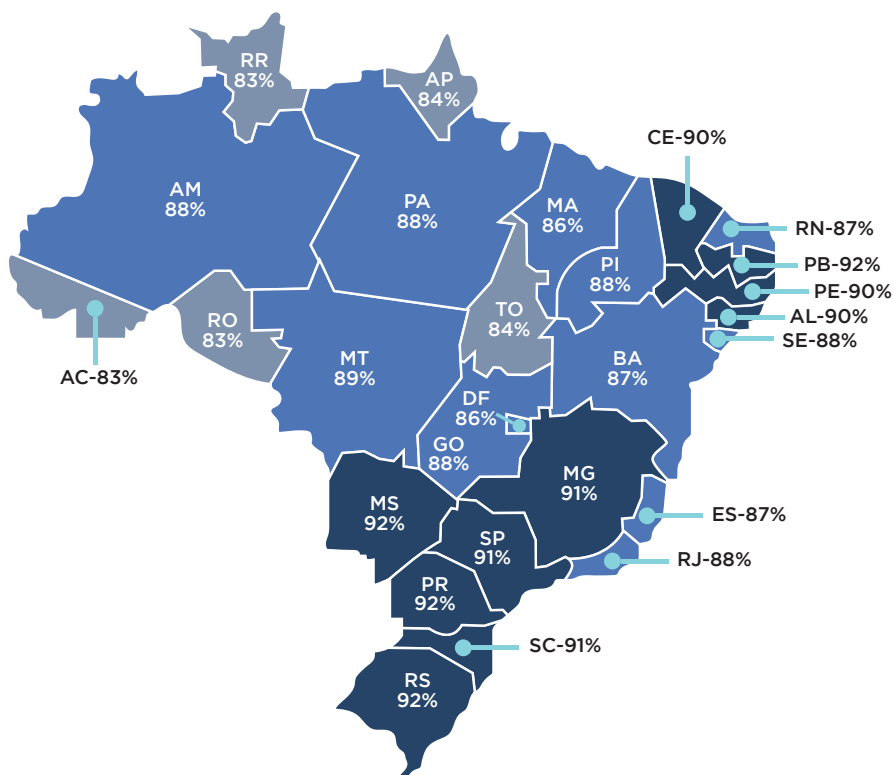 RR
83%
AP
84%
CE-90%
AM
88%
PA
88%
MA
86%
RN-87%
PI
88%
PB-92%
PE-90%
TO
84%
AL-90%
RO
83%
SE-88%
MT
89%
BA
87%
AC-83%
DF
86%
GO
88%
MG
91%
MS
92%
ES-87%
SP
91%
RJ-88%
PR
92%
SC-91%
RS
92%